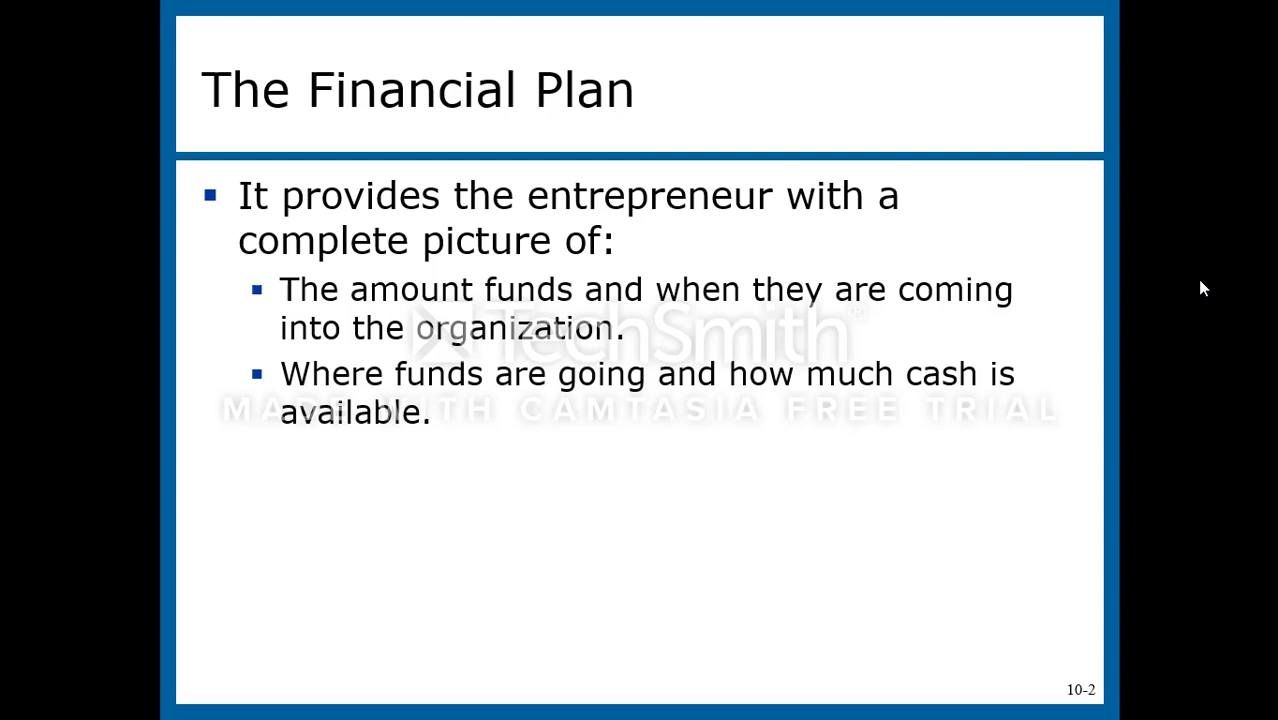 The Financial Plan
It provides the entrepreneur with a
complete picture of:
The amount funds and when they are coming
into the organization.
TechSmith®
Where funds are going and how much cash is
MADE WITH CAMTASIA FREE TRIAL
available.
10-2